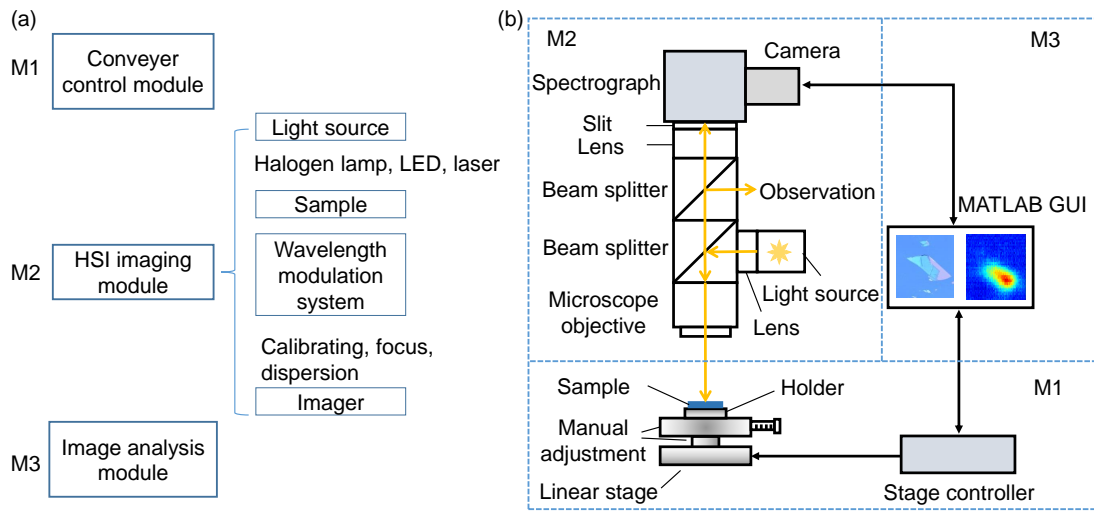 (a)
M1
Conveyer
control module
Light source
Halogen lamp, LED, laser
Sample
M2
HSI imaging
module
Wavelength
modulation
system
Calibrating, focus,
dispersion
Imager
M3
Image analysis
module
(b)
M2
Camera
Spectrograph
Slit
Lens
Beam splitter
Observation
Beam splitter
Light source
Microscope
objective
Lens
M3
MATLAB GUI
Sample
Holder
M1
Manual
adjustment
Linear stage
Stage controller